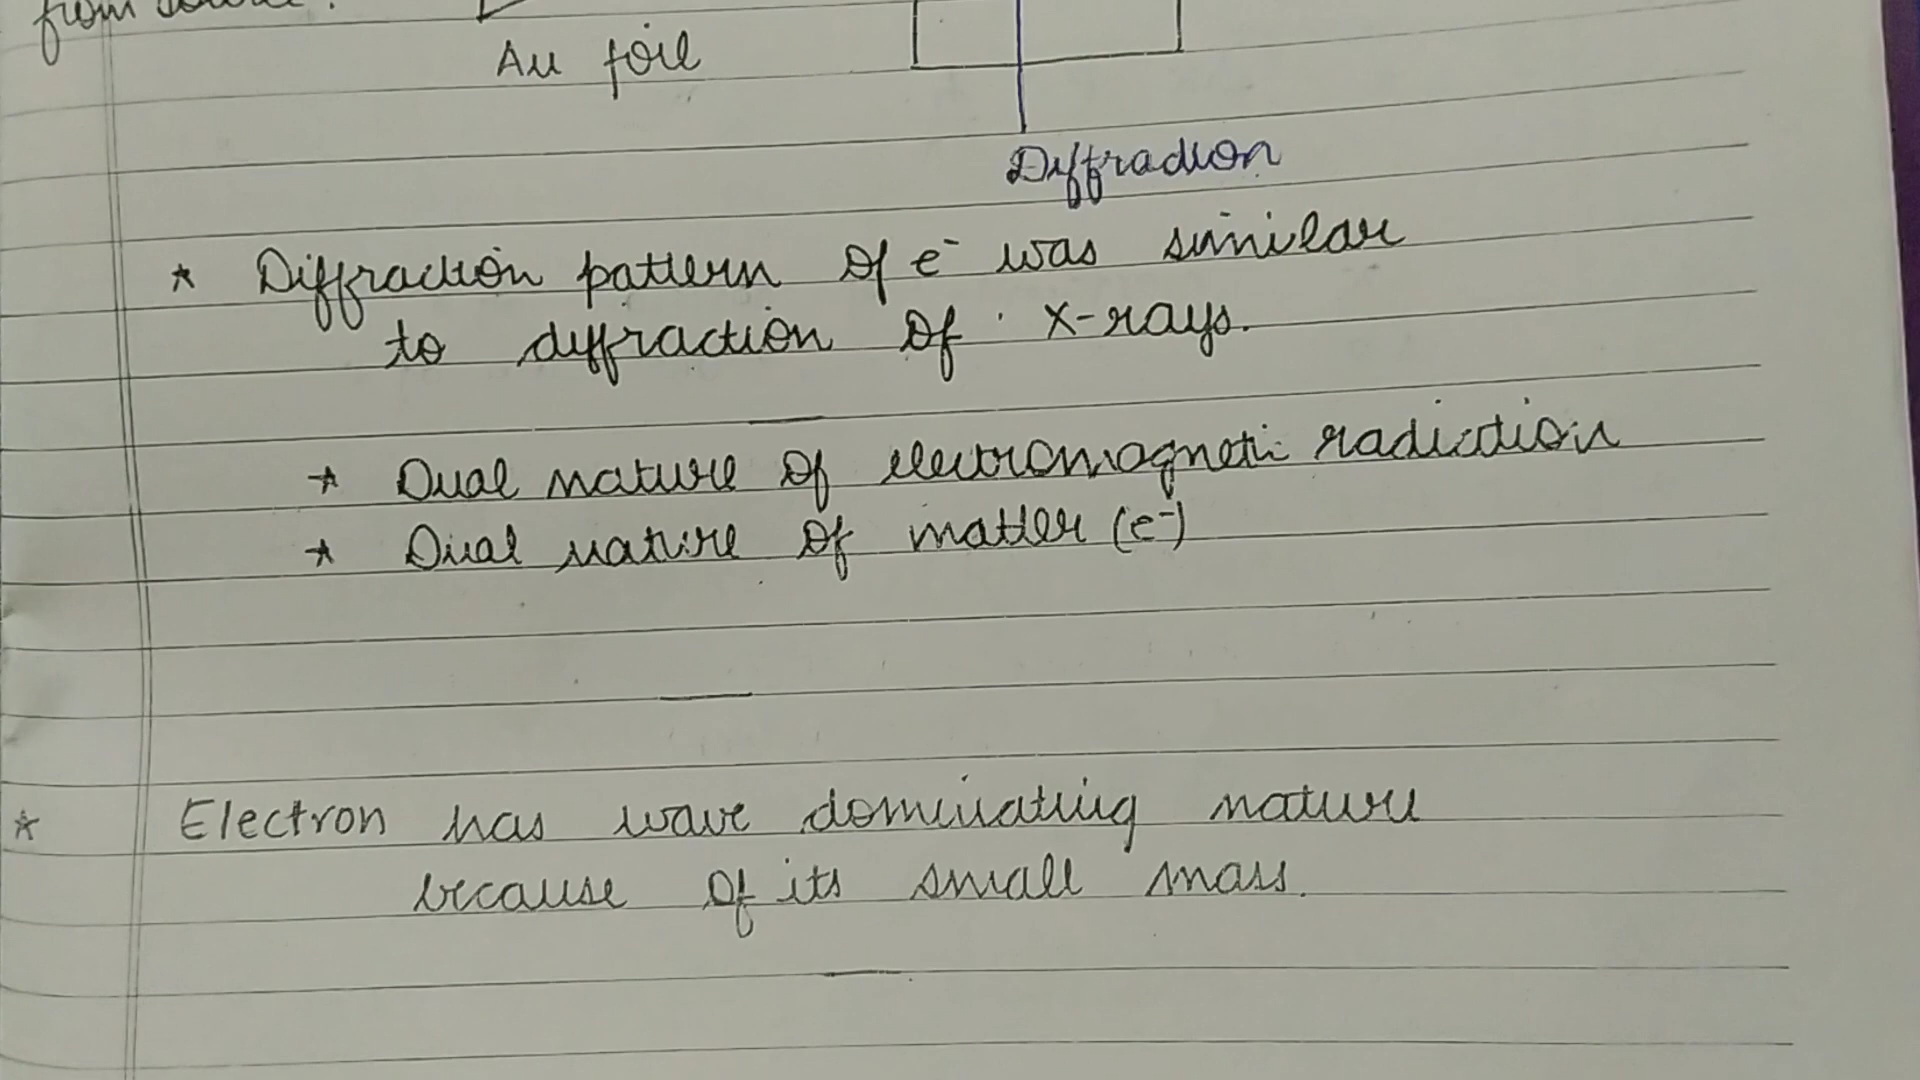 from
Au foil
Diffraction
* Diffraction pattern of e⁻ was similar
to diffraction of x-rays.
* Dual nature of electromagnetic radiation
* Dual nature of matter (e⁻)
* Electron has wave dominating nature
because of its small mass.